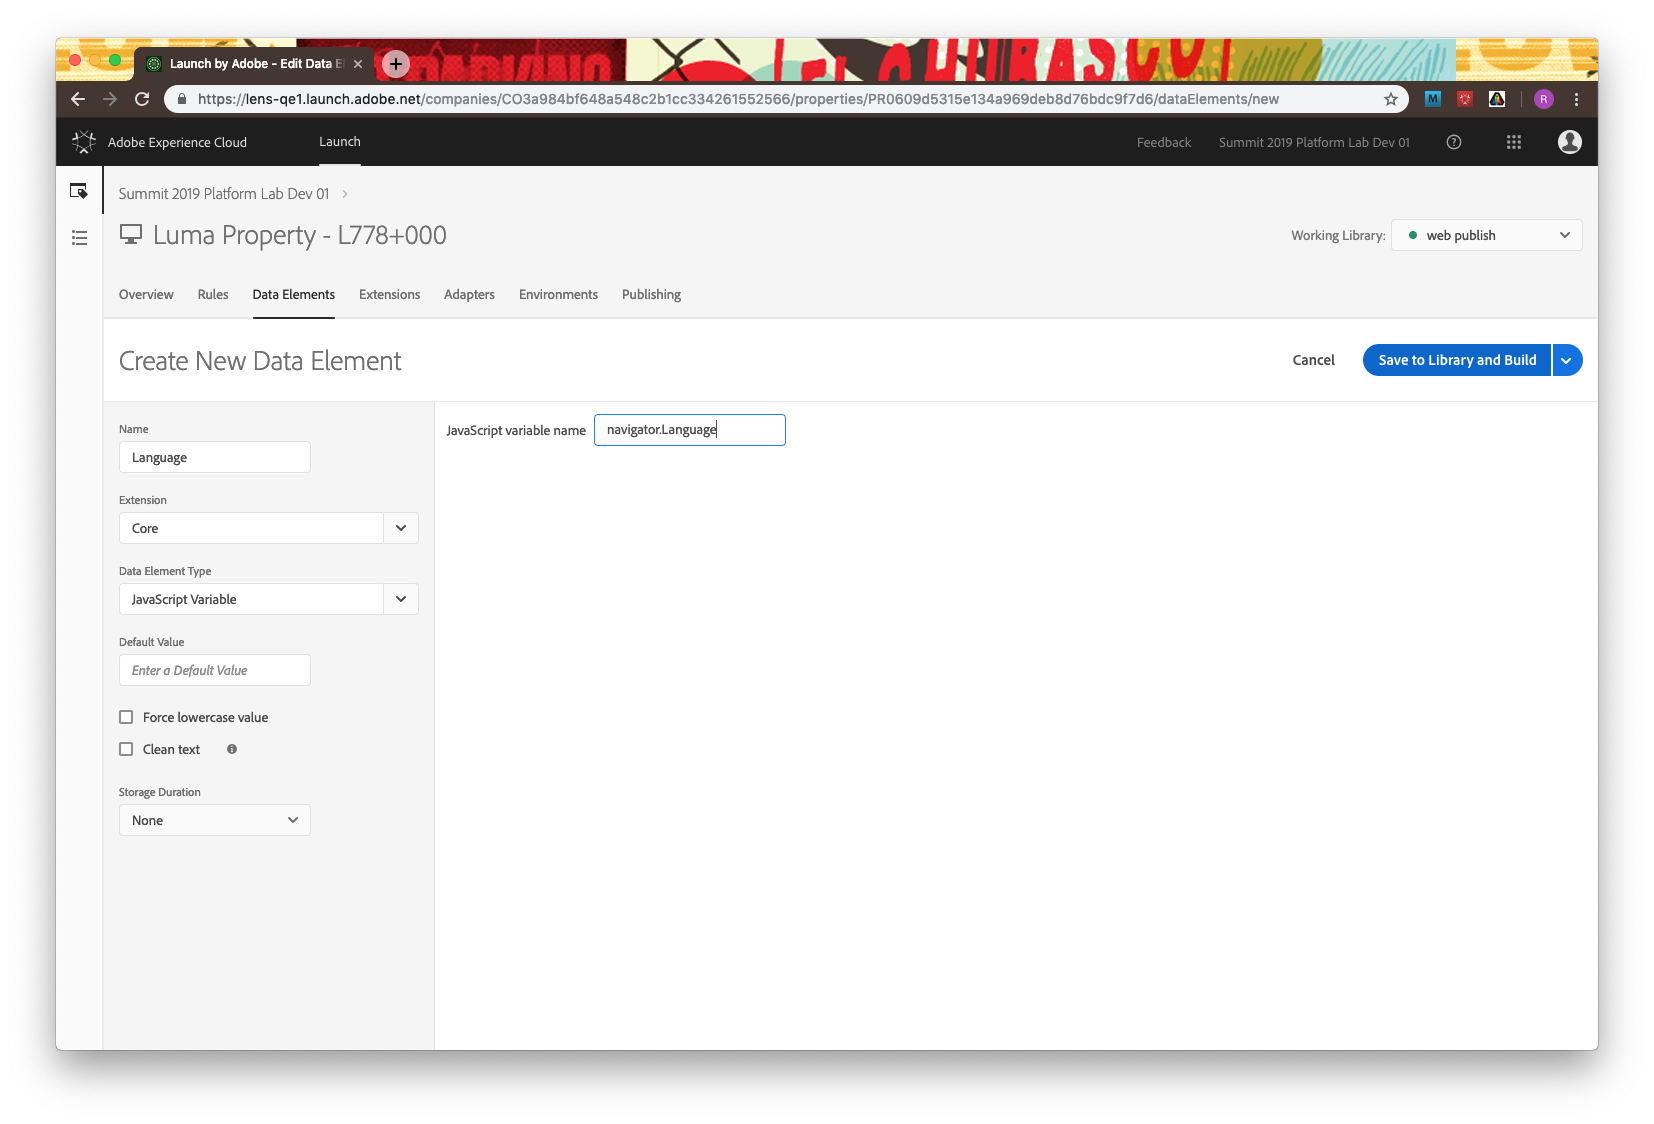 Launch by Adobe - Edit Data El
https://lens-qe1.launch.adobe.net/companies/CO3a984bf648a548c2b1cc334261552566/properties/PR0609d5315e134a969deb8d76bdc9f7d6/dataElements/new
M
R
Adobe Experience Cloud
Launch
Feedback
Summit 2019 Platform Lab Dev 01
Summit 2019 Platform Lab Dev 01
Luma Property - L778+000
Working Library:
web publish
Overview
Rules
Data Elements
Extensions
Adapters
Environments
Publishing
Create New Data Element
Cancel
Save to Library and Build
Name
Language
Extension
Core
Data Element Type
JavaScript Variable
Default Value
Enter a Default Value
Force lowercase value
Clean text
Storage Duration
None
JavaScript variable name
navigator.Language